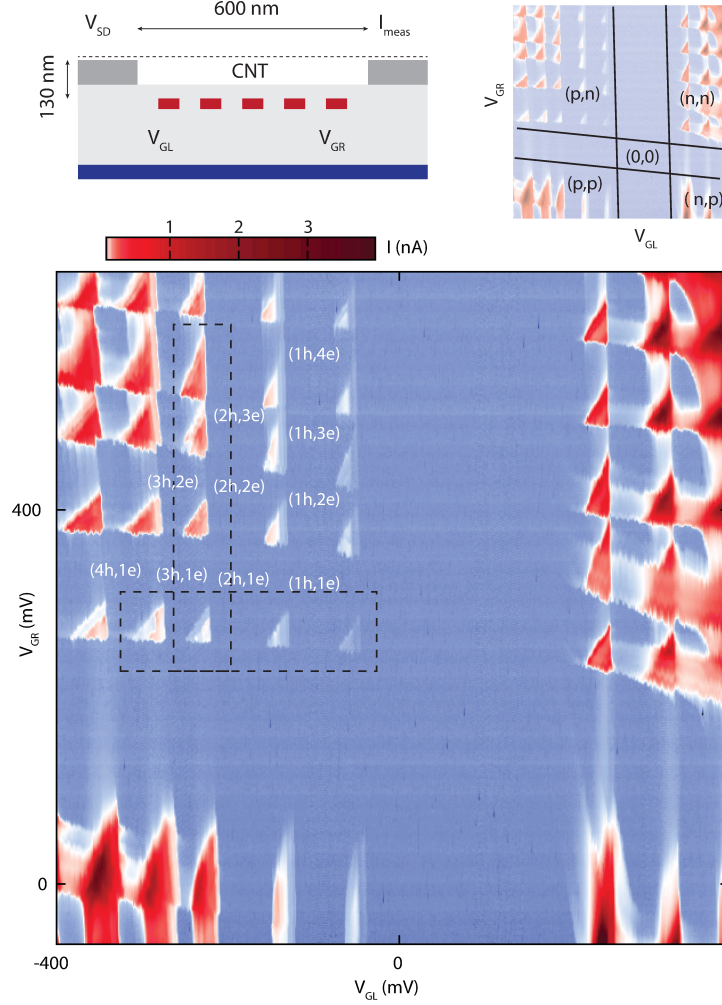 600 nm
V_SD
I_meas
130 nm
CNT
V_GL
V_GR
V_GR
(p,n)
(n,n)
(0,0)
(p,p)
( n,p)
V_GL
1 2 3
I (nA)
(1h,4e)
(2h,3e)
(1h,3e)
(3h,2e)
(2h,2e)
(1h,2e)
400
(4h,1e)
(3h,1e)
(2h,1e)
(1h,1e)
V_GR (mV)
0
-400
0
V_GL (mV)